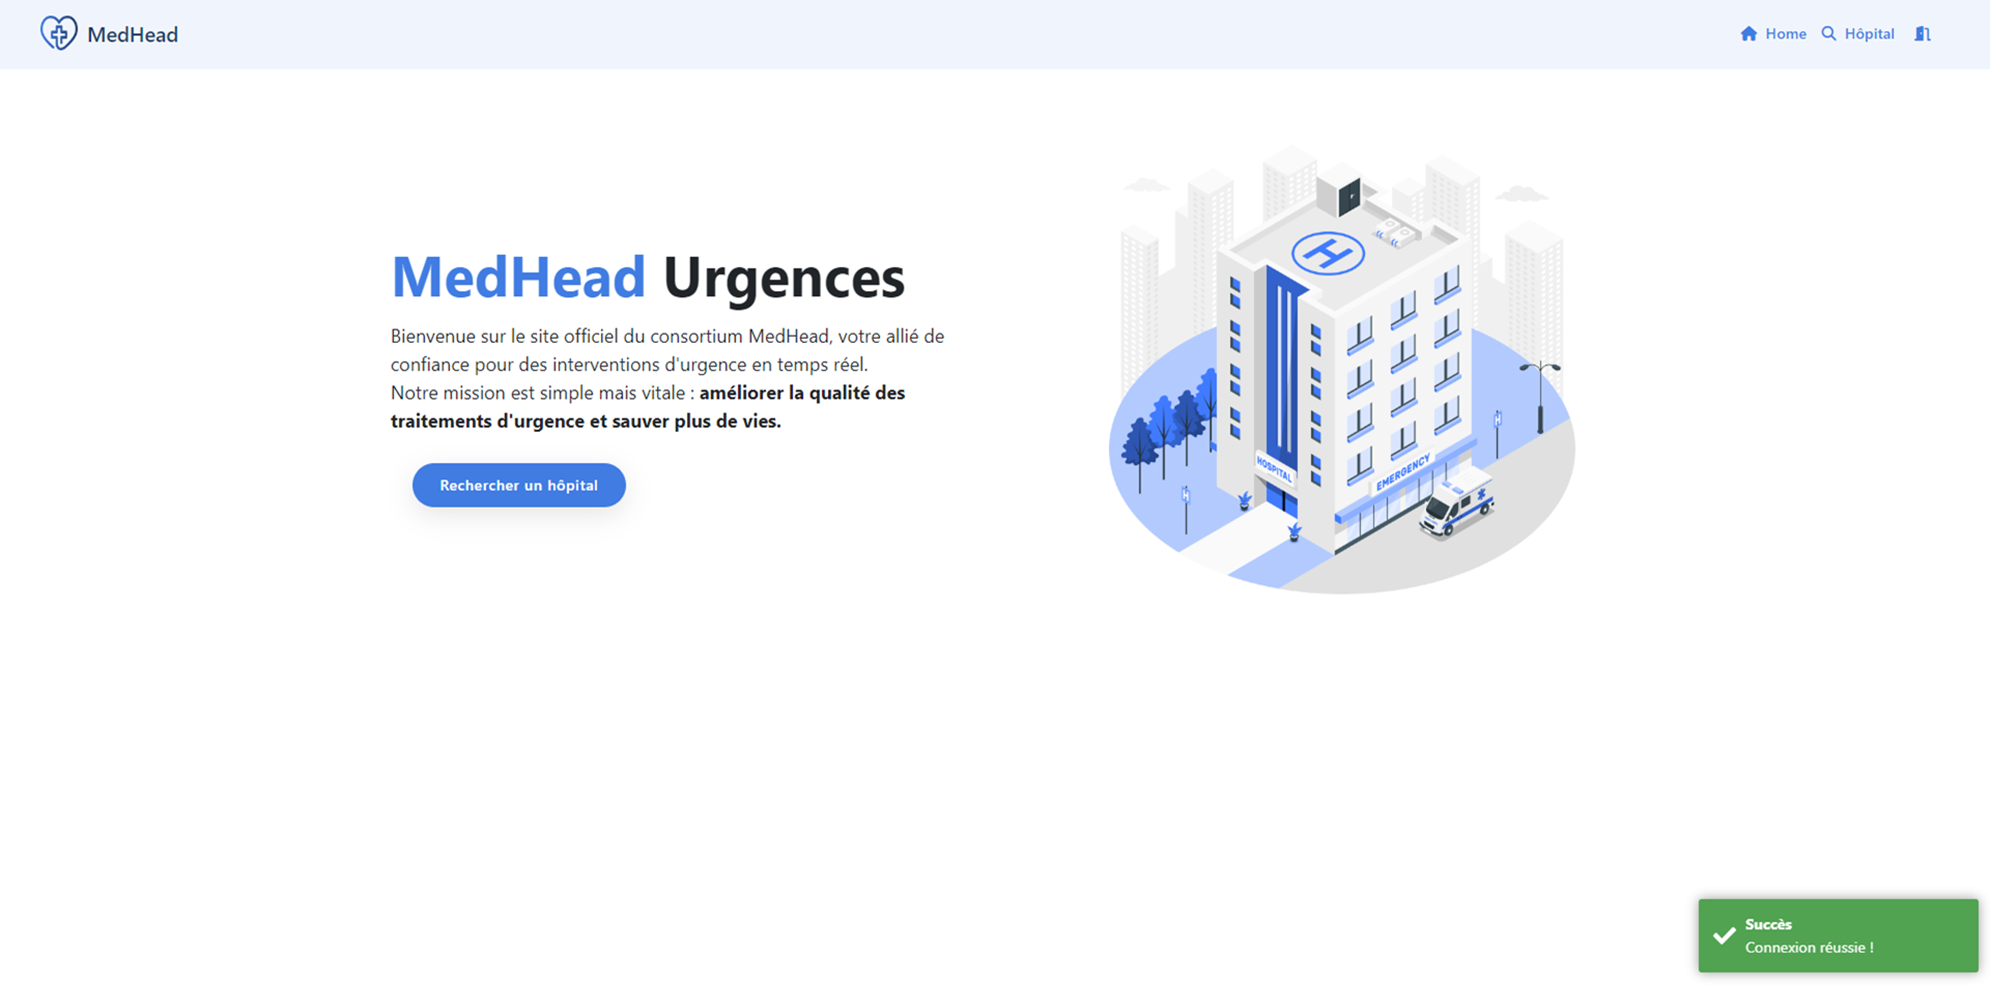 MedHead
Home
Hôpital
MedHead Urgences
Bienvenue sur le site officiel du consortium MedHead, votre allié de
confiance pour des interventions d'urgence en temps réel.
Notre mission est simple mais vitale : améliorer la qualité des
traitements d'urgence et sauver plus de vies.
Rechercher un hôpital
H
HOSPITAL
EMERGENCY
H
H
Succès
Connexion réussie !